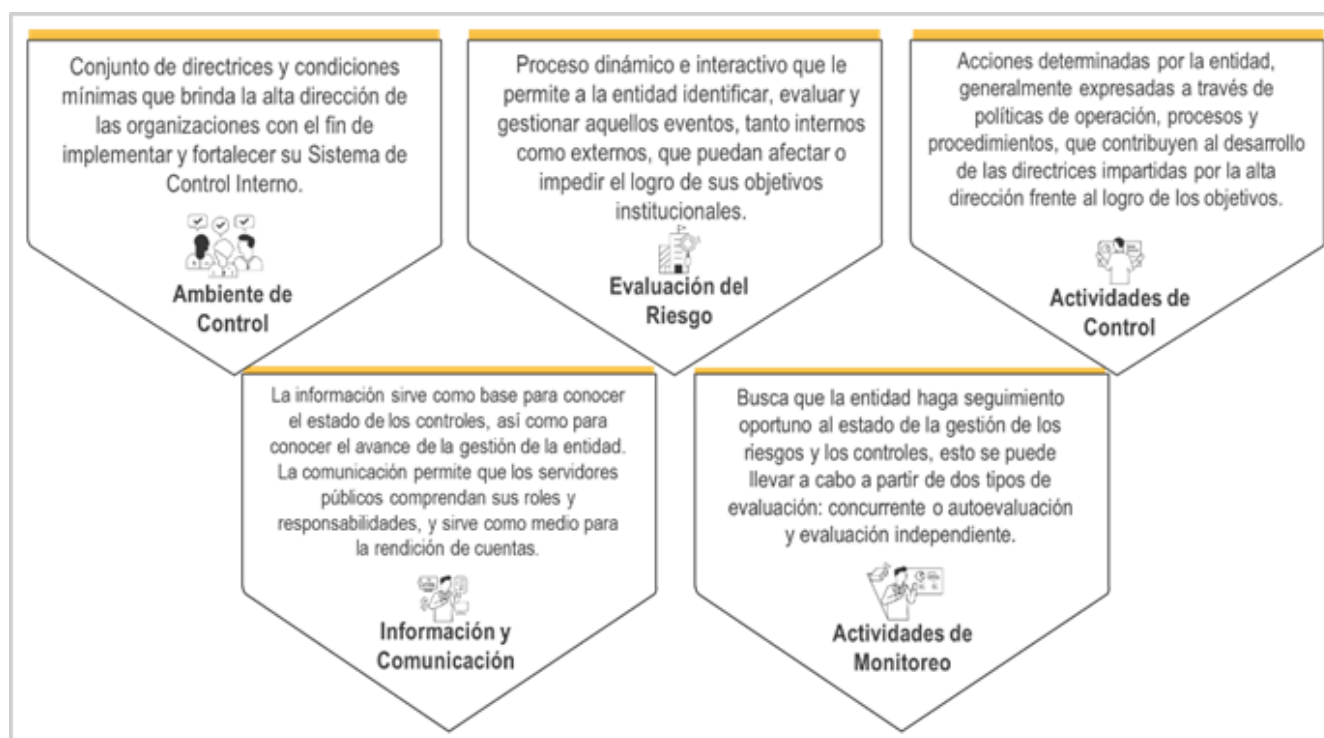 Conjunto de directrices y condiciones
mínimas que brinda la alta dirección de
las organizaciones con el fin de
implementar y fortalecer su Sistema de
Control Interno.
Ambiente de
Control
Proceso dinámico e interactivo que le
permite a la entidad identificar, evaluar y
gestionar aquellos eventos, tanto internos
como externos, que puedan afectar o
impedir el logro de sus objetivos
institucionales.
Evaluación del
Riesgo
Acciones determinadas por la entidad,
generalmente expresadas a través de
políticas de operación, procesos y
procedimientos, que contribuyen al desarrollo
de las directrices impartidas por la alta
dirección frente al logro de los objetivos.
Actividades de
Control
La información sirve como base para conocer
el estado de los controles, así como para
conocer el avance de la gestión de la entidad.
La comunicación permite que los servidores
públicos comprendan sus roles y
responsabilidades, y sirve como medio para
la rendición de cuentas.
Información y
Comunicación
Busca que la entidad haga seguimiento
oportuno al estado de la gestión de los
riesgos y los controles, esto se puede
llevar a cabo a partir de dos tipos de
evaluación: concurrente o autoevaluación
y evaluación independiente.
Actividades de
Monitoreo